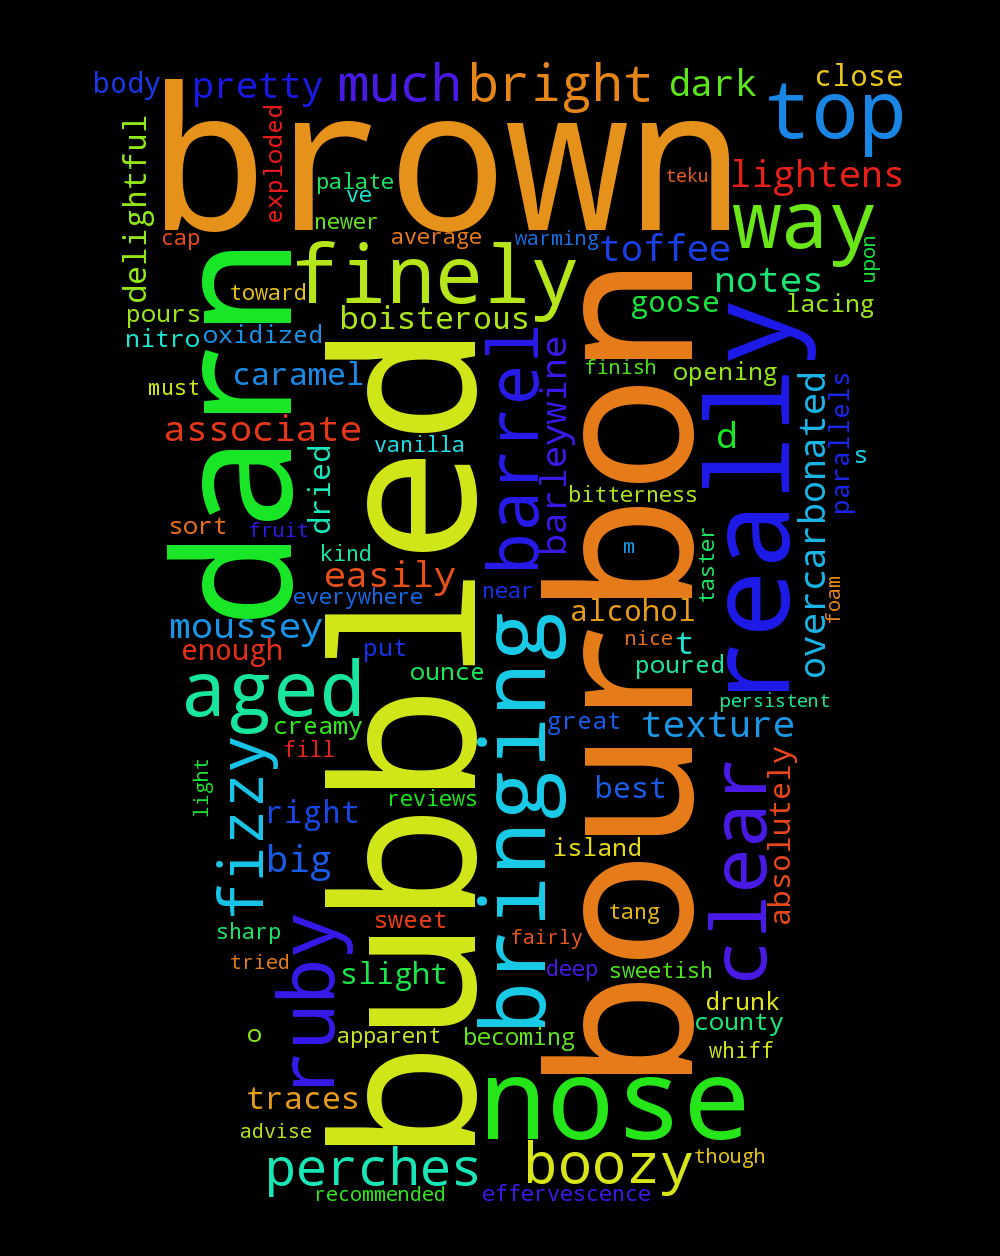 body
pretty
much
bright
dark
close
top
brown
exploded
delightful
palate
ve
newer
teku
lightens
way
cap
average
warming
toffee
upon
darn
finely
toward
notes
goose
lacing
pours
boisterous
nitro
oxidized
bubbled
barrel
barleywine
bourbon
really
finish
opening
caramel
must
associate
vanilla
overcarbonated
parallels
d
s
dried
bitterness
sort
fruit
kind
m
taster
easily
near
everywhere
alcohol
foam
moussey
enough
put
nice
t
poured
ounce
bringing
aged
persistent
creamy
great
texture
fizzy
fill
light
right
reviews
best
clear
absolutely
big
island
ruby
sweet
tang
sharp
fairly
tried
slight
deep
sweetish
drunk
county
o
apparent
becoming
whiff
nose
traces
advise
perches
boozy
though
recommended
effervescence